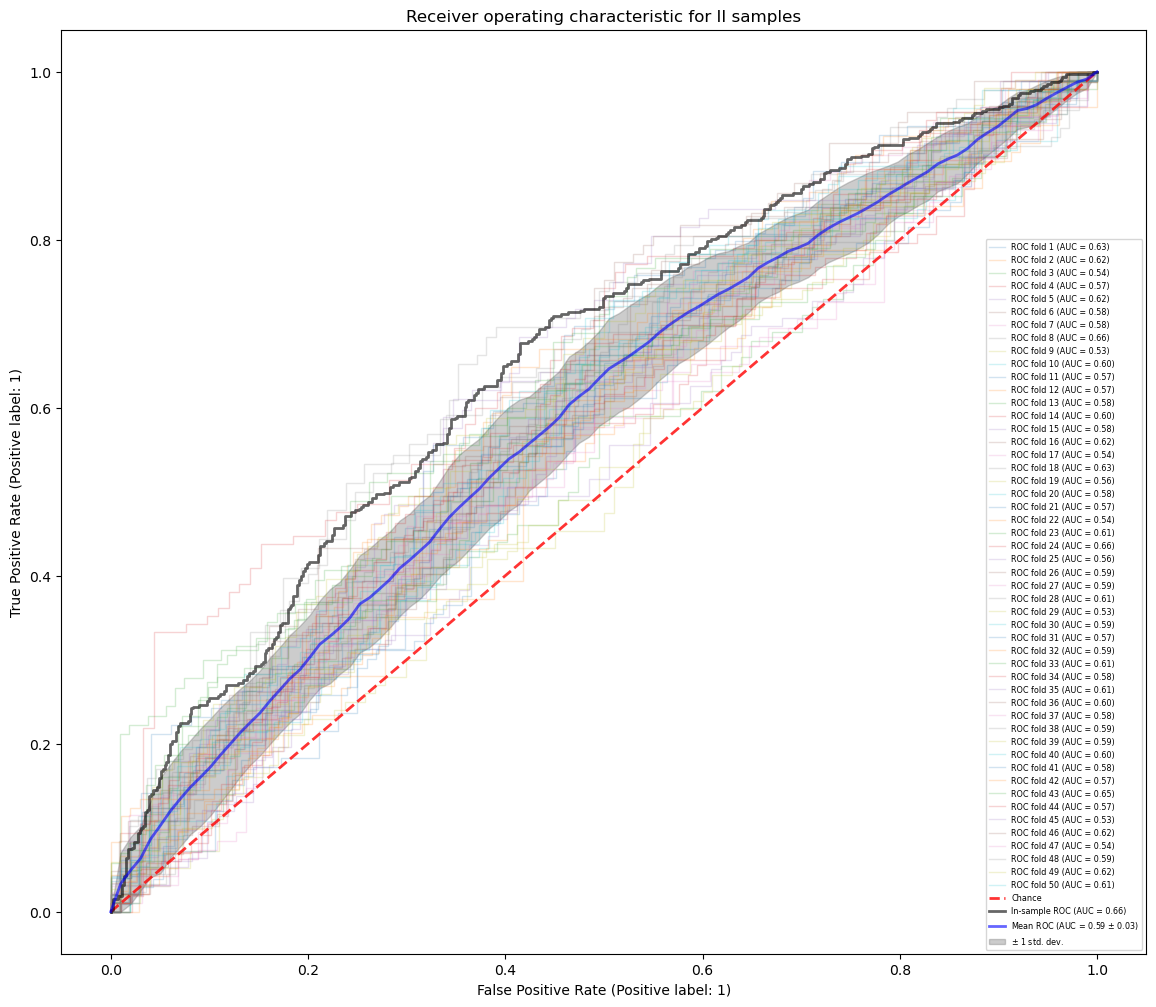 Receiver operating characteristic for II samples
1.0
0.8
0.6
0.4
0.2
0.0
True Positive Rate (Positive label: 1)
0.0 0.2 0.4 0.6 0.8 1.0
False Positive Rate (Positive label: 1)
ROC fold 1 (AUC = 0.63)
ROC fold 2 (AUC = 0.62)
ROC fold 3 (AUC = 0.54)
ROC fold 4 (AUC = 0.57)
ROC fold 5 (AUC = 0.62)
ROC fold 6 (AUC = 0.58)
ROC fold 7 (AUC = 0.58)
ROC fold 8 (AUC = 0.66)
ROC fold 9 (AUC = 0.53)
ROC fold 10 (AUC = 0.60)
ROC fold 11 (AUC = 0.57)
ROC fold 12 (AUC = 0.57)
ROC fold 13 (AUC = 0.58)
ROC fold 14 (AUC = 0.60)
ROC fold 15 (AUC = 0.58)
ROC fold 16 (AUC = 0.62)
ROC fold 17 (AUC = 0.54)
ROC fold 18 (AUC = 0.63)
ROC fold 19 (AUC = 0.56)
ROC fold 20 (AUC = 0.58)
ROC fold 21 (AUC = 0.57)
ROC fold 22 (AUC = 0.54)
ROC fold 23 (AUC = 0.61)
ROC fold 24 (AUC = 0.66)
ROC fold 25 (AUC = 0.56)
ROC fold 26 (AUC = 0.59)
ROC fold 27 (AUC = 0.59)
ROC fold 28 (AUC = 0.61)
ROC fold 29 (AUC = 0.53)
ROC fold 30 (AUC = 0.59)
ROC fold 31 (AUC = 0.57)
ROC fold 32 (AUC = 0.59)
ROC fold 33 (AUC = 0.61)
ROC fold 34 (AUC = 0.58)
ROC fold 35 (AUC = 0.61)
ROC fold 36 (AUC = 0.60)
ROC fold 37 (AUC = 0.58)
ROC fold 38 (AUC = 0.59)
ROC fold 39 (AUC = 0.59)
ROC fold 40 (AUC = 0.60)
ROC fold 41 (AUC = 0.58)
ROC fold 42 (AUC = 0.57)
ROC fold 43 (AUC = 0.65)
ROC fold 44 (AUC = 0.57)
ROC fold 45 (AUC = 0.53)
ROC fold 46 (AUC = 0.62)
ROC fold 47 (AUC = 0.54)
ROC fold 48 (AUC = 0.59)
ROC fold 49 (AUC = 0.62)
ROC fold 50 (AUC = 0.61)
Chance
In-sample ROC (AUC = 0.66)
Mean ROC (AUC = 0.59 ± 0.03)
± 1 std. dev.